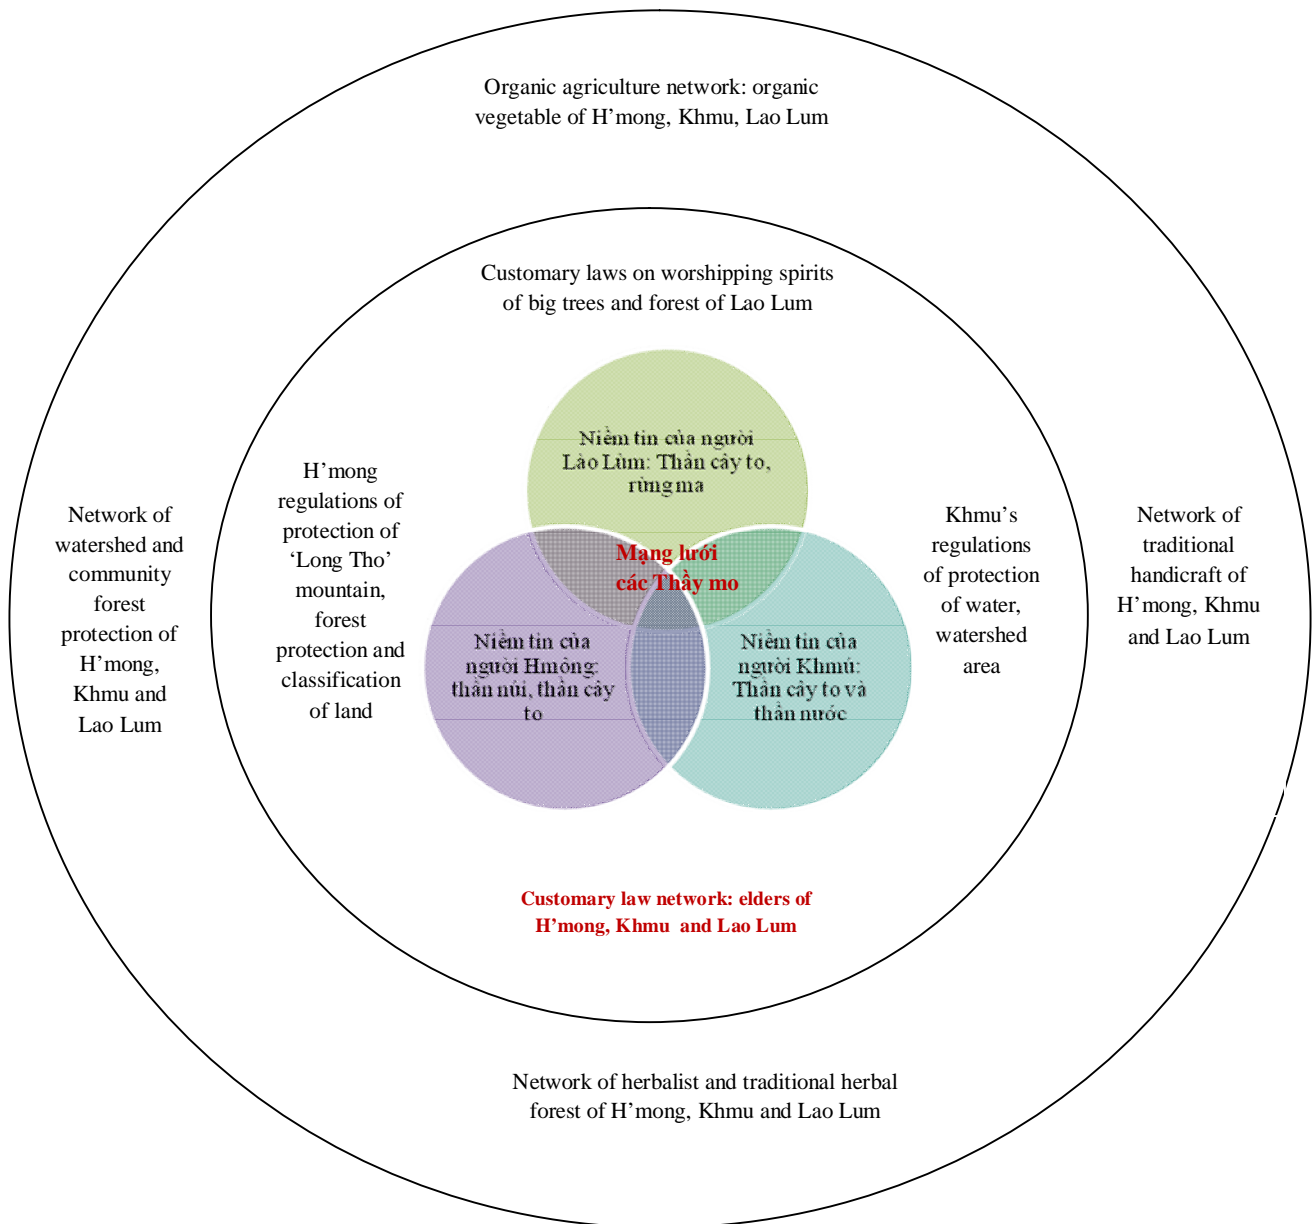 Organic agriculture network: organic
vegetable of H’mong, Khmu, Lao Lum
Customary laws on worshipping spirits
of big trees and forest of Lao Lum
Niềm tin của người
Lào Lùm: Thần cây to,
rừng ma
H’mong
regulations of
protection of
‘Long Tho’
mountain,
forest
protection and
classification
of land
Khmu’s
regulations
of protection
of water,
watershed
area
Network of
watershed and
community
forest
protection of
H’mong,
Khmu and
Lao Lum
Network of
traditional
handicraft of
H’mong, Khmu
and Lao Lum
Mạng lưới
các Thầy mo
Niềm tin của
người Hmông:
thần núi, thần cây
to
Niềm tin của
người Khmú:
Thần cây to và
thần nước
Customary law network: elders of
H’mong, Khmu and Lao Lum
Network of herbalist and traditional herbal
forest of H’mong, Khmu and Lao Lum